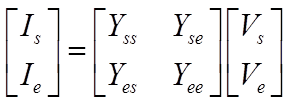 [I_s] = [Y_ss Y_se] [V_s]
[I_e] = [Y_es Y_ee] [V_e]